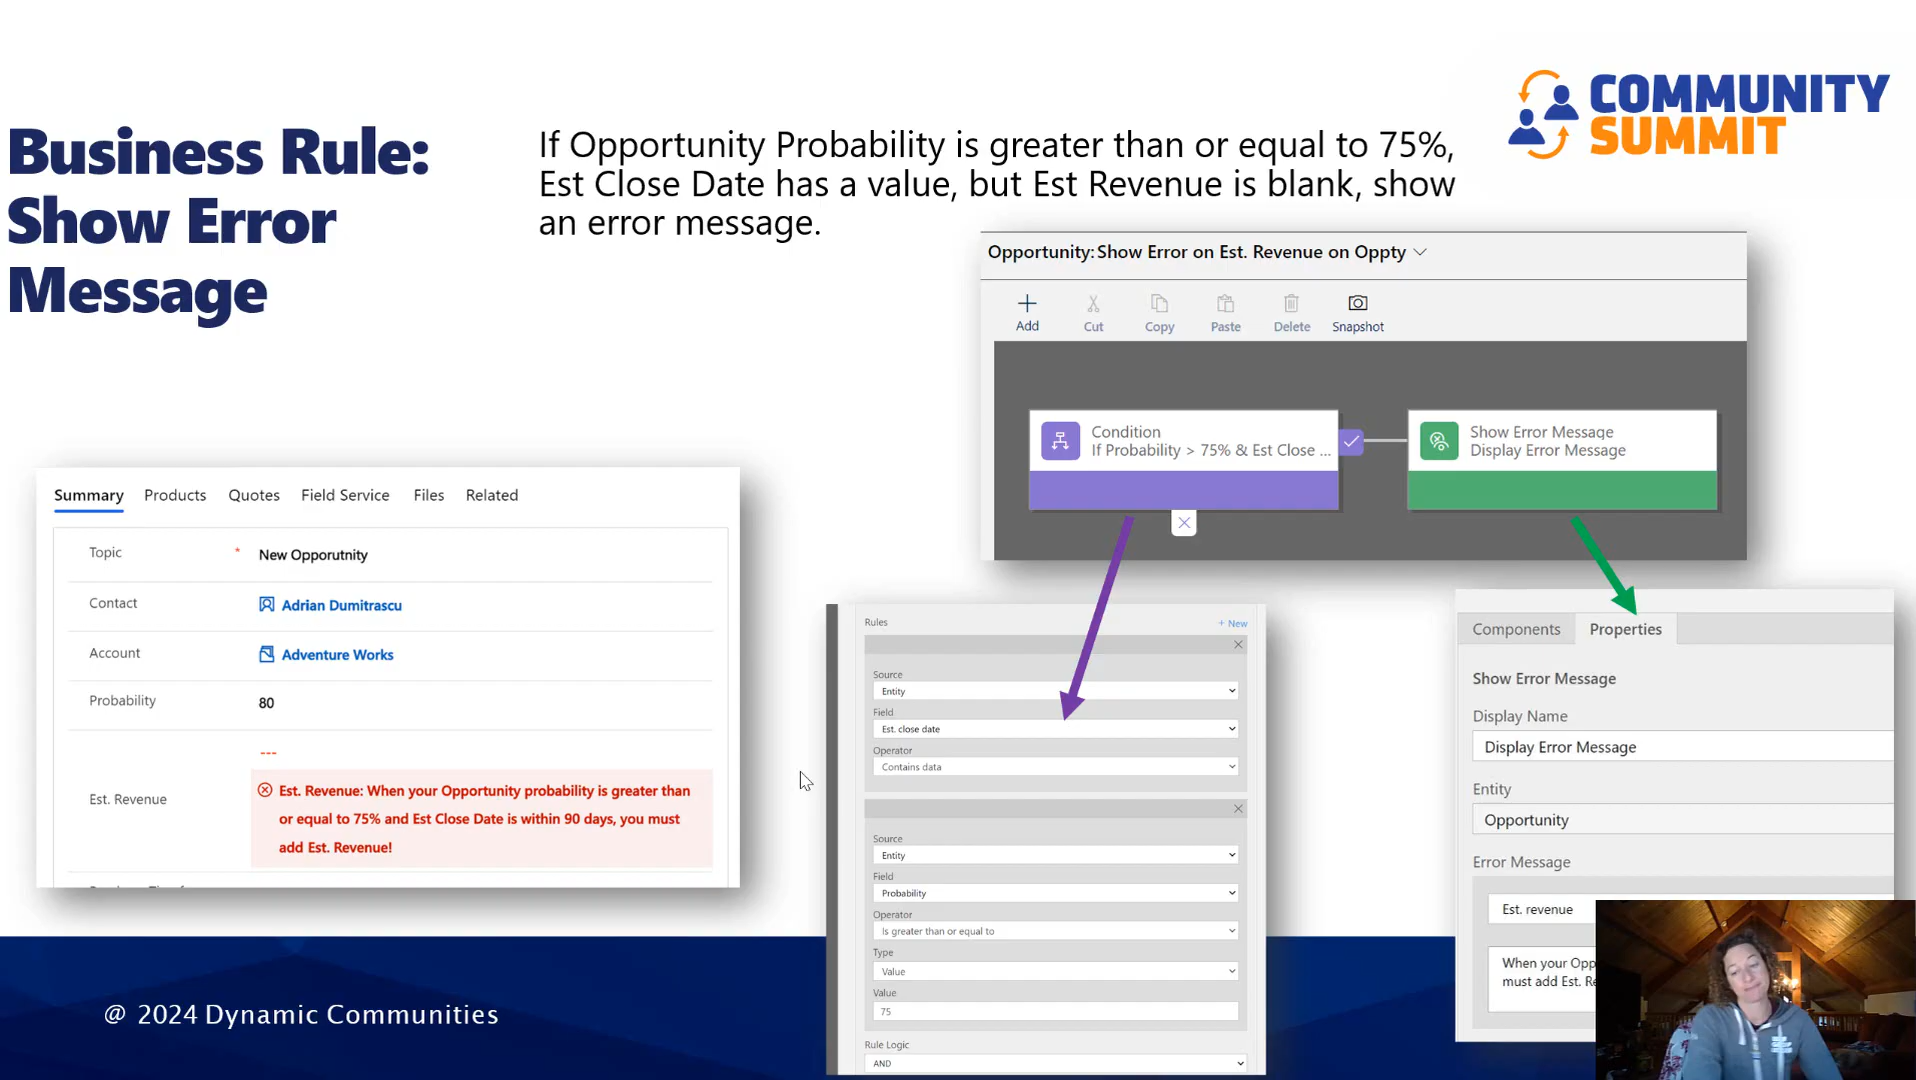 Business Rule:
Show Error
Message
If Opportunity Probability is greater than or equal to 75%,
Est Close Date has a value, but Est Revenue is blank, show
an error message.
COMMUNITY
SUMMIT
Opportunity: Show Error on Est. Revenue on Oppty
Add Cut Copy Paste Delete Snapshot
Condition
If Probability > 75% & Est Close ...
Show Error Message
Display Error Message
Summary Products Quotes Field Service Files Related
Topic * New Opporutnity
Contact Adrian Dumitrascu
Account Adventure Works
Probability 80
---
Est. Revenue
Est. Revenue: When your Opportunity probability is greater than
or equal to 75% and Est Close Date is within 90 days, you must
add Est. Revenue!
Rules + New
Source
Entity
Field
Est. close date
Operator
Contains data
Source
Entity
Field
Probability
Operator
Is greater than or equal to
Type
Value
Value
75
Rule Logic
AND
Components Properties
Show Error Message
Display Name
Display Error Message
Entity
Opportunity
Error Message
Est. revenue
When your Opp
must add Est. Re
@ 2024 Dynamic Communities